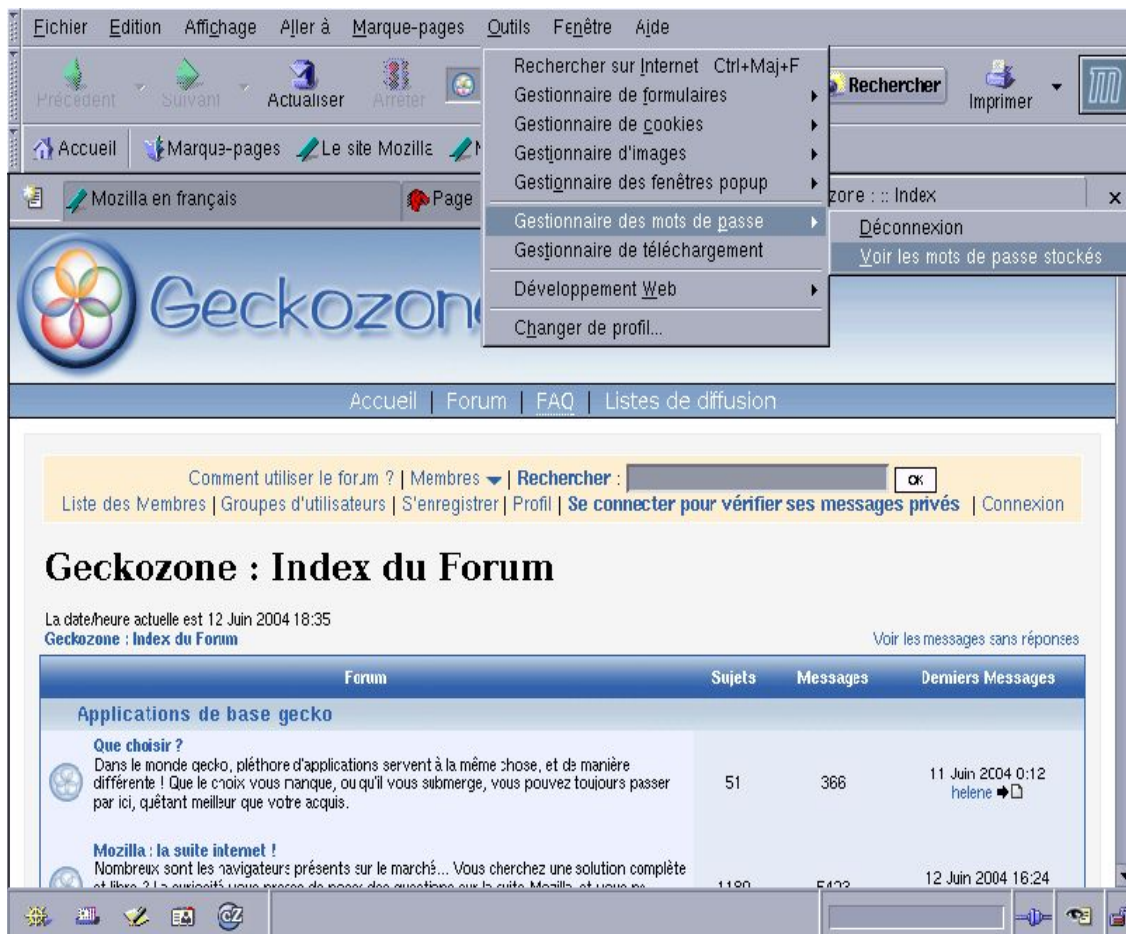 Fichier Edition Affichage Aller à Marque-pages Outils Fenêtre Aide
Précédent Suivant Actualiser Arrêter Rechercher Imprimer
Rechercher sur Internet Ctrl+Maj+F
Gestionnaire de formulaires
Gestionnaire de cookies
Gestionnaire d'images
Gestionnaire des fenêtres popup
Gestionnaire des mots de passe
Gestionnaire de téléchargement
Développement Web
Changer de profil...
Déconnexion
Voir les mots de passe stockés
Accueil Marque-pages Le site Mozilla
Mozilla en français Page :: Index x
Geckozon
Accueil | Forum | FAQ | Listes de diffusion
Comment utiliser le forum ? | Membres | Rechercher : OK
Liste des Membres | Groupes d'utilisateurs | S'enregistrer | Profil | Se connecter pour vérifier ses messages privés | Connexion
Geckozone : Index du Forum
La date/heure actuelle est 12 Juin 2004 18:35
Geckozone : Index du Forum Voir les messages sans réponses
Forum Sujets Messages Derniers Messages
Applications de base gecko
Que choisir ?
Dans le monde gecko, pléthore d'applications servent à la même chose, et de manière
différente ! Que le choix vous manque, ou qu'il vous submerge, vous pouvez toujours passer
par ici, quêtant meilleur que votre acquis.
51 366 11 Juin 2004 0:12
helene
Mozilla : la suite internet !
Nombreux sont les navigateurs présents sur le marché... Vous cherchez une solution complète
12 Juin 2004 16:24